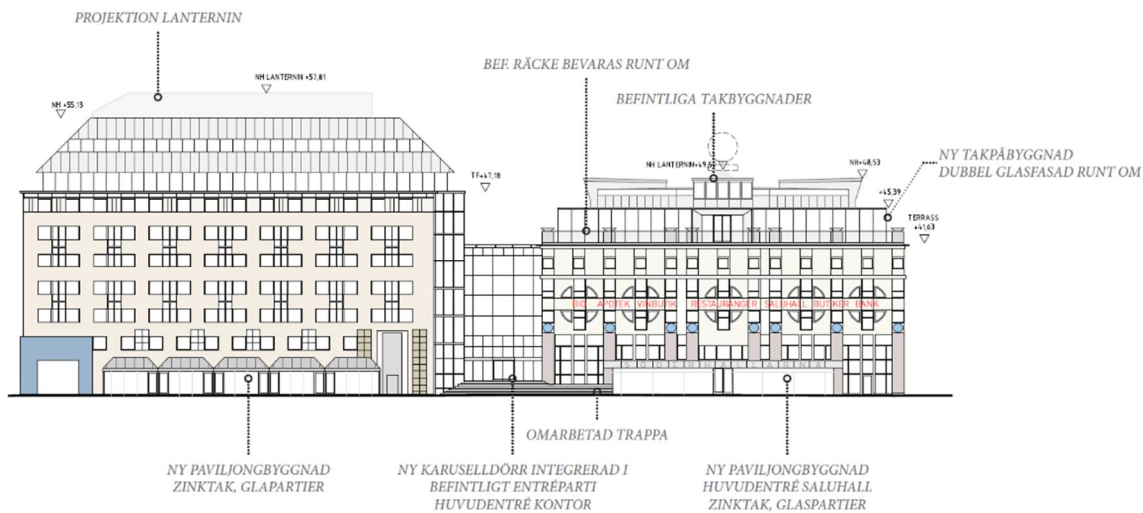 PROJEKTION LANTERNIN
BEF. RÄCKE BEVARAS RUNT OM
BEFINTLIGA TAKBYGGNADER
NY TAKPÅBYGGNAD
DUBBEL GLASFASAD RUNT OM
NH +55,13
NH LANTERNIN +57,81
TF+47,18
NH LANTERNIN+49,60
NH+48,53
+45,39
TERRASS
+41,63
BIO APOTEK VINBUTIK RESTAURANGER SALUHALL BUTIKER BANK
OMARBETAD TRAPPA
NY PAVILJONGBYGGNAD
ZINKTAK, GLAPARTIER
NY KARUSELLDÖRR INTEGRERAD I
BEFINTLIGT ENTRÉPARTI
HUVUDENTRÉ KONTOR
NY PAVILJONGBYGGNAD
HUVUDENTRÉ SALUHALL
ZINKTAK, GLASPARTIER